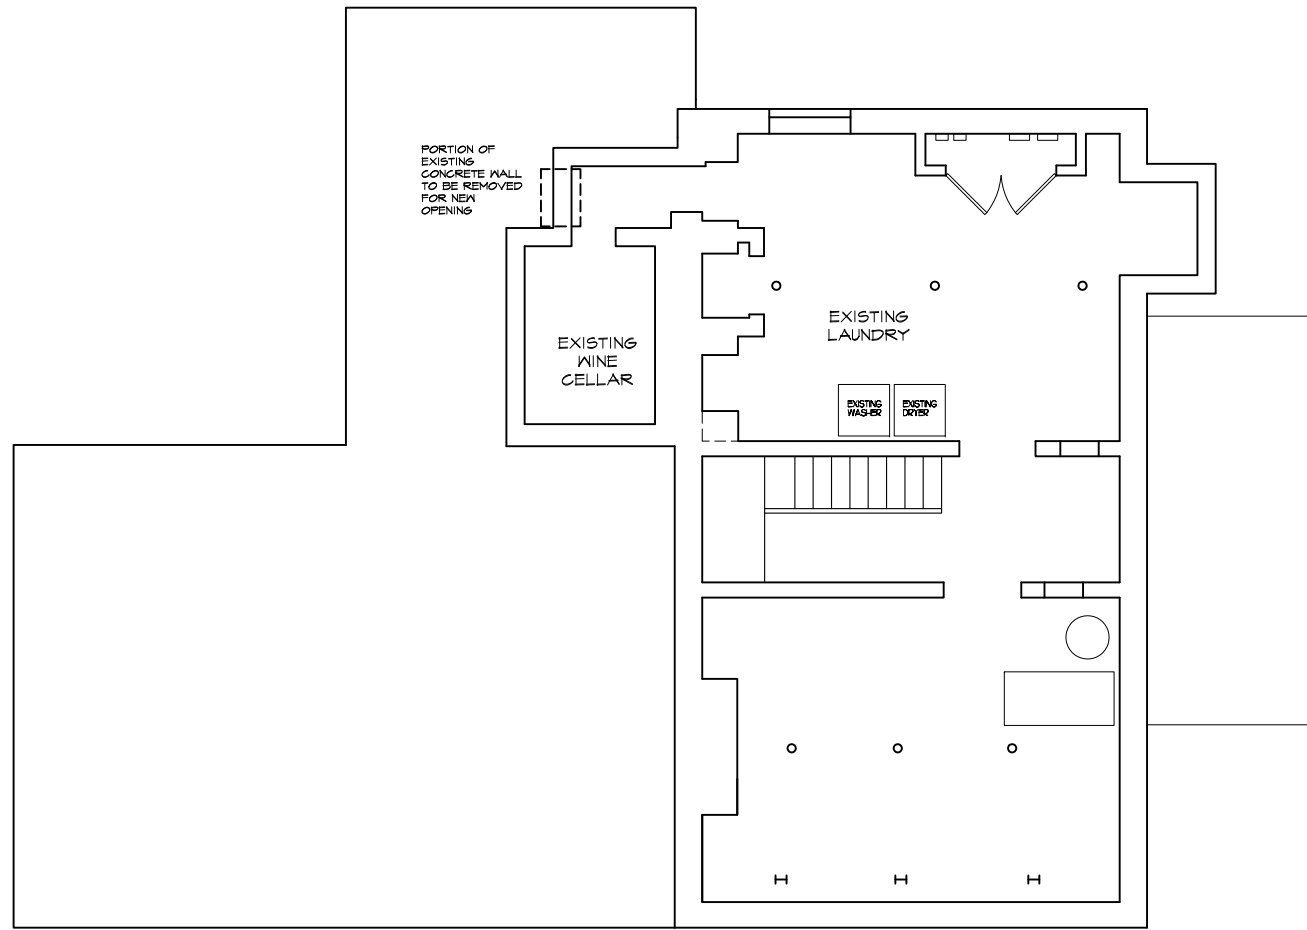 PORTION OF
EXISTING
CONCRETE WALL
TO BE REMOVED
FOR NEW
OPENING
EXISTING
WINE
CELLAR
EXISTING
LAUNDRY
EXISTING
WASHER
EXISTING
DRYER